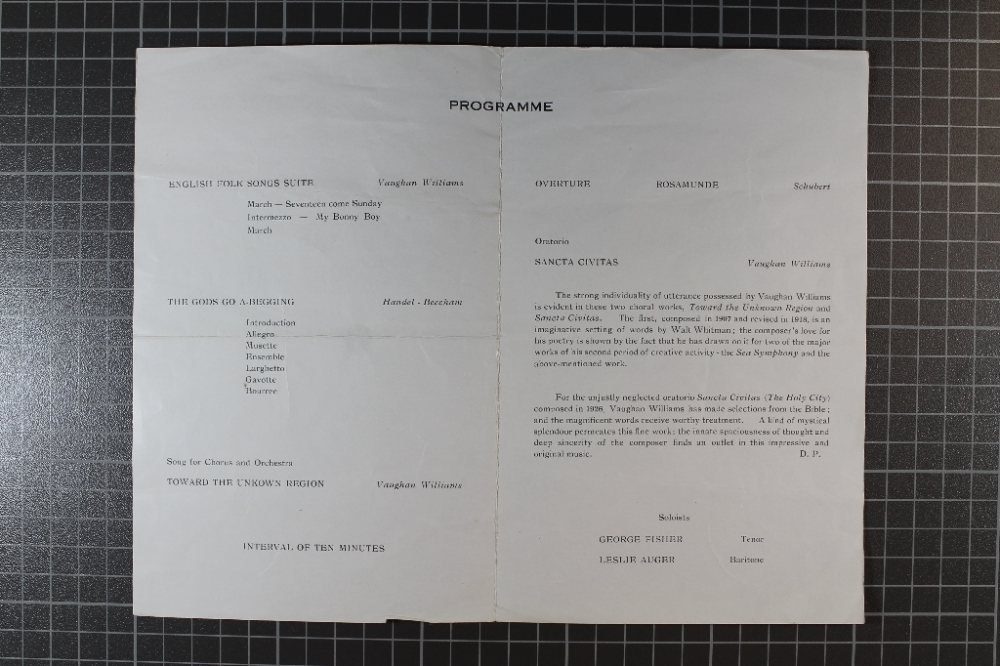 PROGRAMME
ENGLISH FOLK SONGS SUITE Vaughan Williams
March — Seventeen come Sunday
Intermezzo — My Bonny Boy
March
THE GODS GO A-BEGGING Handel - Beecham
Introduction
Allegro
Musette
Ensemble
Larghetto
Gavotte
Bourree
Song for Chorus and Orchestra
TOWARD THE UNKOWN REGION Vaughan Williams
INTERVAL OF TEN MINUTES
OVERTURE ROSAMUNDE Schubert
Oratorio
SANCTA CIVITAS Vaughan Williams
The strong individuality of utterance possessed by Vaughan Williams
is evident in these two choral works, Toward the Unknown Region and
Sancta Civitas. The first, composed in 1907 and revised in 1918, is an
imaginative setting of words by Walt Whitman; the composer's love for
his poetry is shown by the fact that he has drawn on it for two of the major
works of his second period of creative activity - the Sea Symphony and the
above-mentioned work.
For the unjustly neglected oratorio Sancta Civitas (The Holy City)
composed in 1926, Vaughan Williams has made selections from the Bible;
and the magnificent words receive worthy treatment. A kind of mystical
splendour permeates this fine work; the innate spaciousness of thought and
deep sincerity of the composer finds an outlet in this impressive and
original music. D. P.
Soloists
GEORGE FISHER Tenor
LESLIE AUGER Baritone